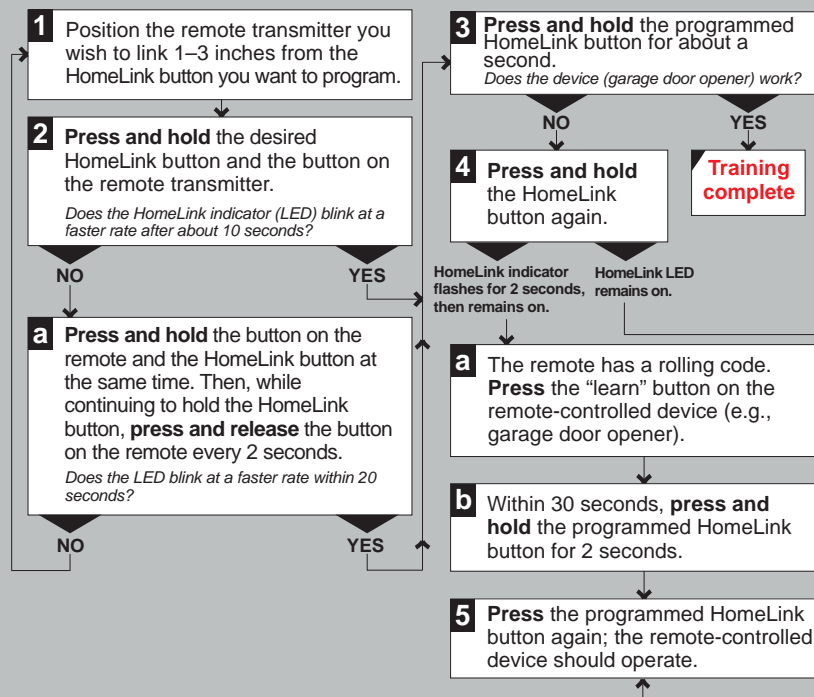 1
Position the remote transmitter you
wish to link 1–3 inches from the
HomeLink button you want to program.
2
Press and hold the desired
HomeLink button and the button on
the remote transmitter.
Does the HomeLink indicator (LED) blink at a
faster rate after about 10 seconds?
NO
YES
a
Press and hold the button on the
remote and the HomeLink button at
the same time. Then, while
continuing to hold the HomeLink
button, press and release the button
on the remote every 2 seconds.
Does the LED blink at a faster rate within 20
seconds?
NO
YES
3
Press and hold the programmed
HomeLink button for about a
second.
Does the device (garage door opener) work?
NO
YES
4
Press and hold
the HomeLink
button again.
Training
complete
HomeLink indicator
flashes for 2 seconds,
then remains on.
HomeLink LED
remains on.
a
The remote has a rolling code.
Press the “learn” button on the
remote-controlled device (e.g.,
garage door opener).
b
Within 30 seconds, press and
hold the programmed HomeLink
button for 2 seconds.
5
Press the programmed HomeLink
button again; the remote-controlled
device should operate.